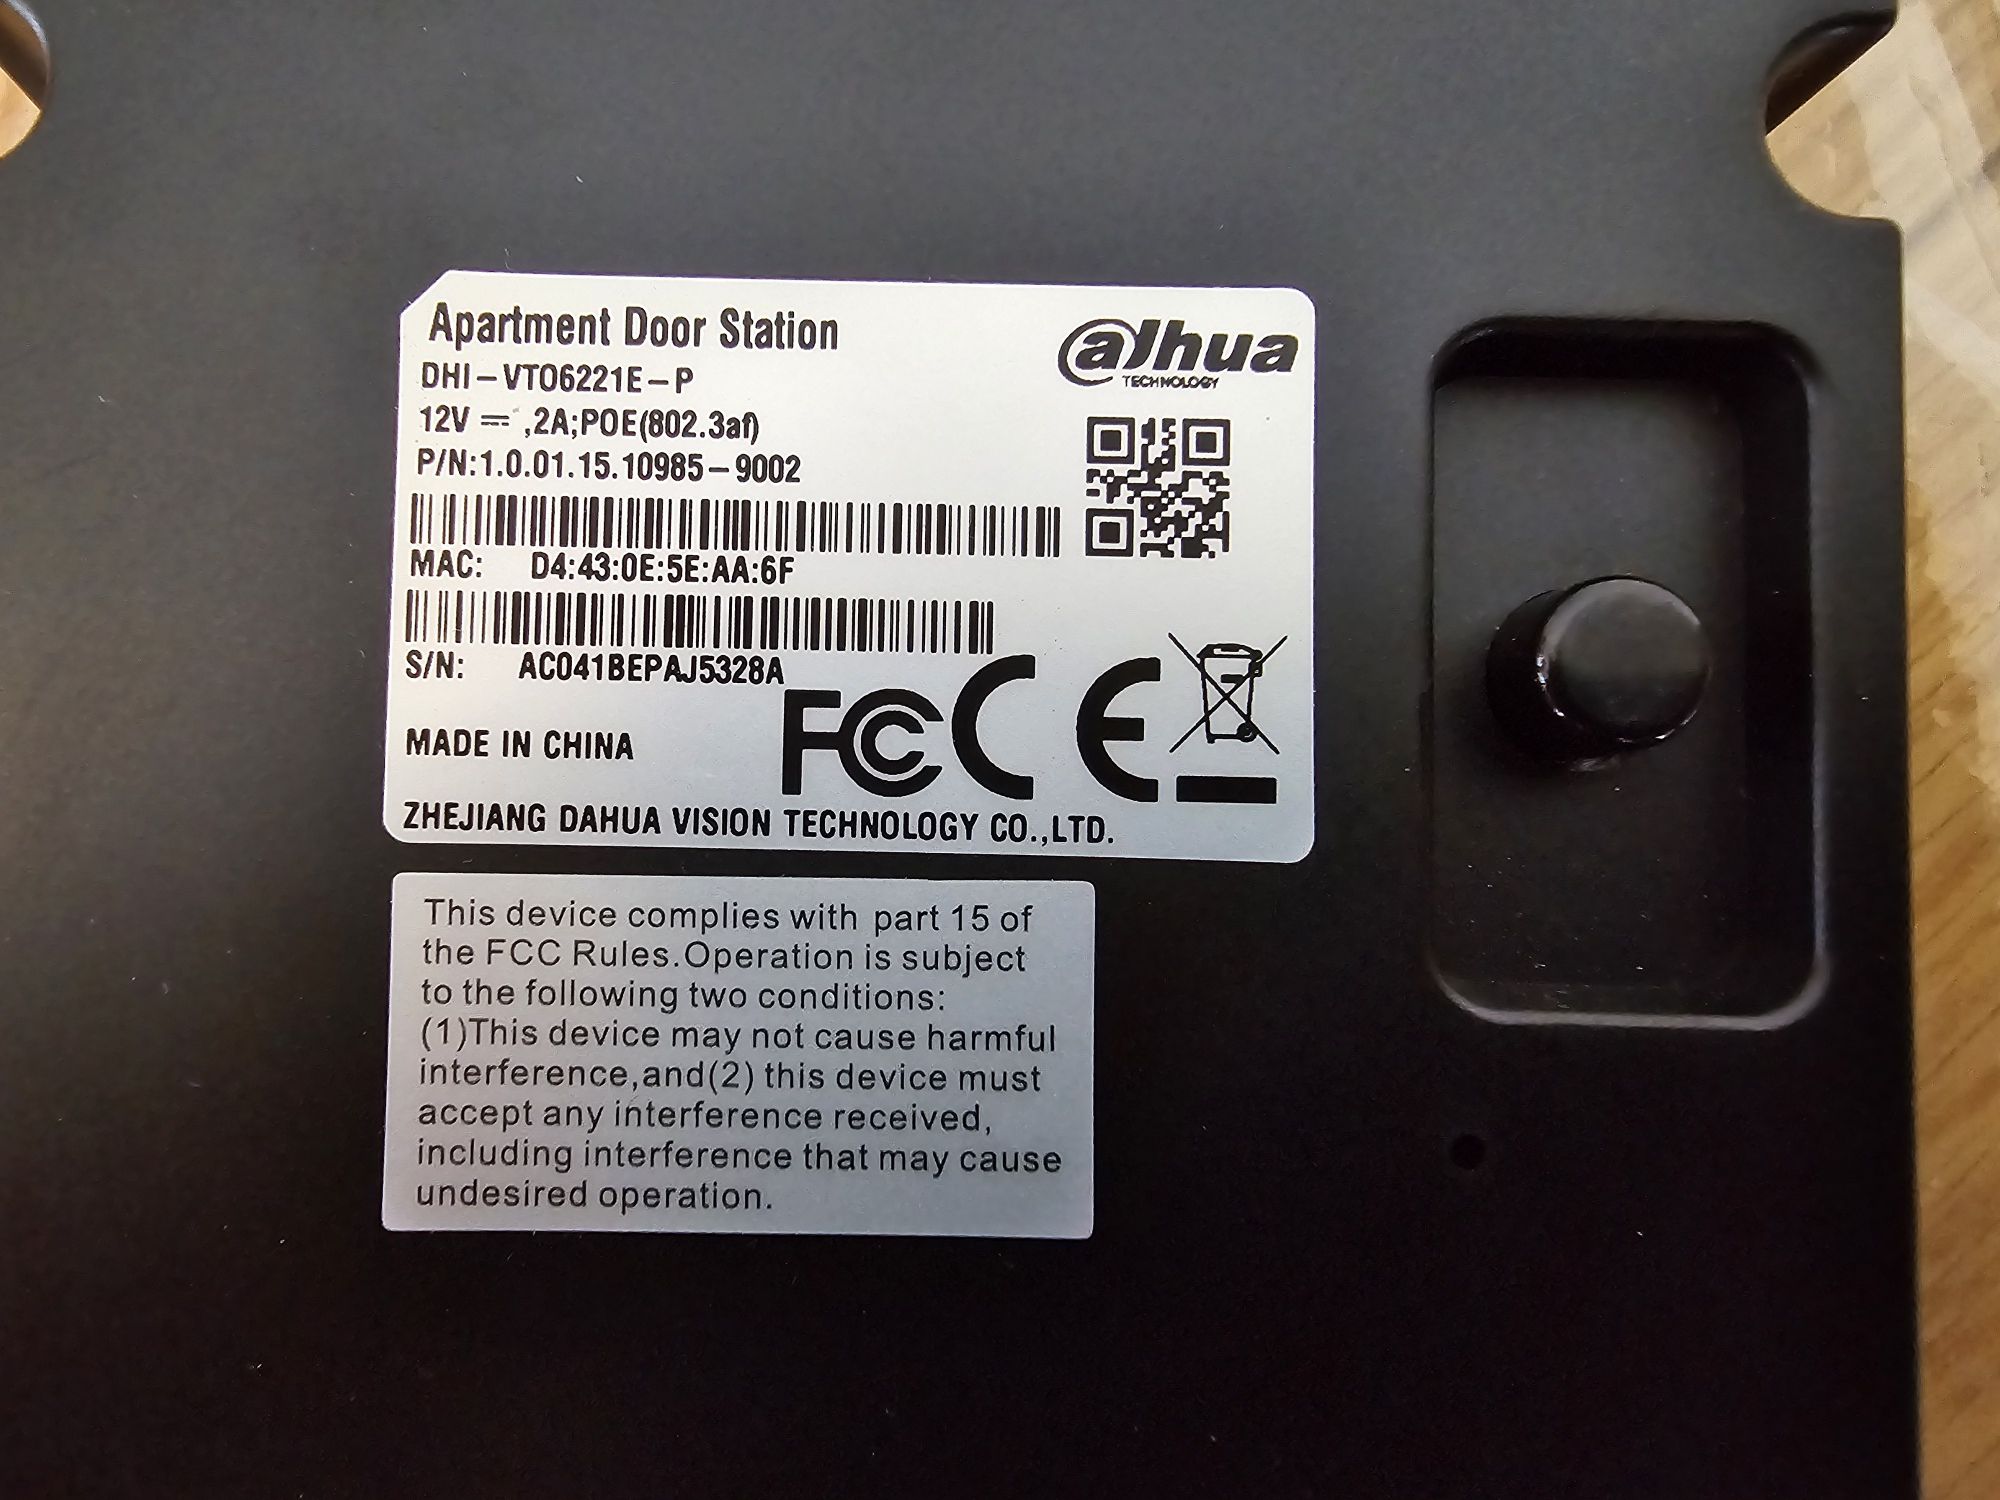 Apartment Door Station
alhua
TECHNOLOGY
DHI-VTO6221E-P
12V ⎓ ,2A;POE(802.3af)
P/N:1.0.01.15.10985-9002
MAC: D4:43:0E:5E:AA:6F
S/N: AC041BEPAJ5328A
MADE IN CHINA
FC CE
ZHEJIANG DAHUA VISION TECHNOLOGY CO.,LTD.
This device complies with part 15 of
the FCC Rules.Operation is subject
to the following two conditions:
(1)This device may not cause harmful
interference,and(2) this device must
accept any interference received,
including interference that may cause
undesired operation.